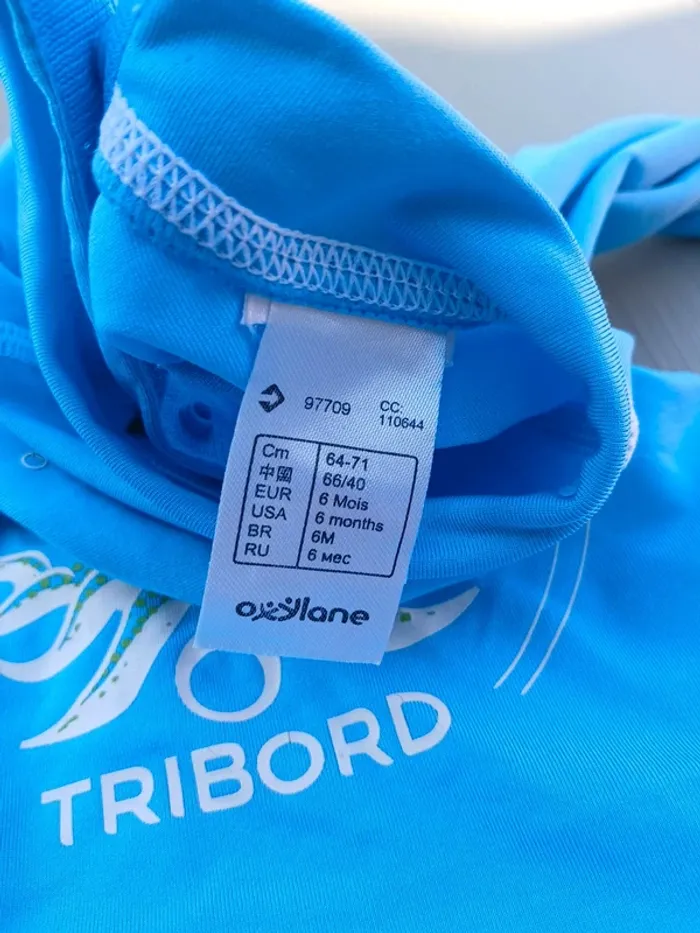 97709
CC:
110644
Cm 64-71
中国 66/40
EUR 6 Mois
USA 6 months
BR 6M
RU 6 мес
oxylane
TRIBORD